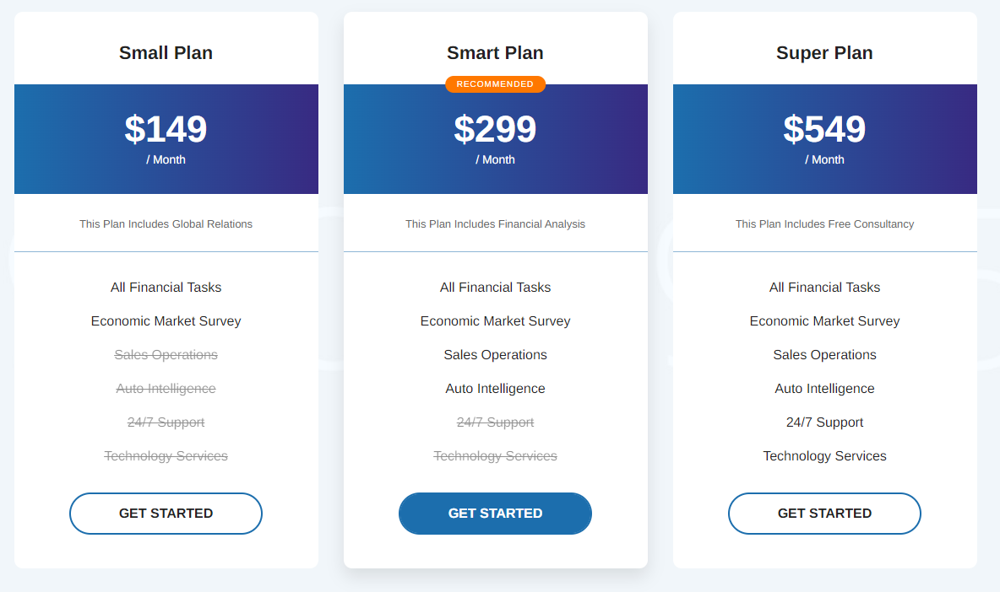 Small Plan
$149
/ Month
This Plan Includes Global Relations
All Financial Tasks
Economic Market Survey
Sales Operations
Auto Intelligence
24/7 Support
Technology Services
GET STARTED
Smart Plan
RECOMMENDED
$299
/ Month
This Plan Includes Financial Analysis
All Financial Tasks
Economic Market Survey
Sales Operations
Auto Intelligence
24/7 Support
Technology Services
GET STARTED
Super Plan
$549
/ Month
This Plan Includes Free Consultancy
All Financial Tasks
Economic Market Survey
Sales Operations
Auto Intelligence
24/7 Support
Technology Services
GET STARTED